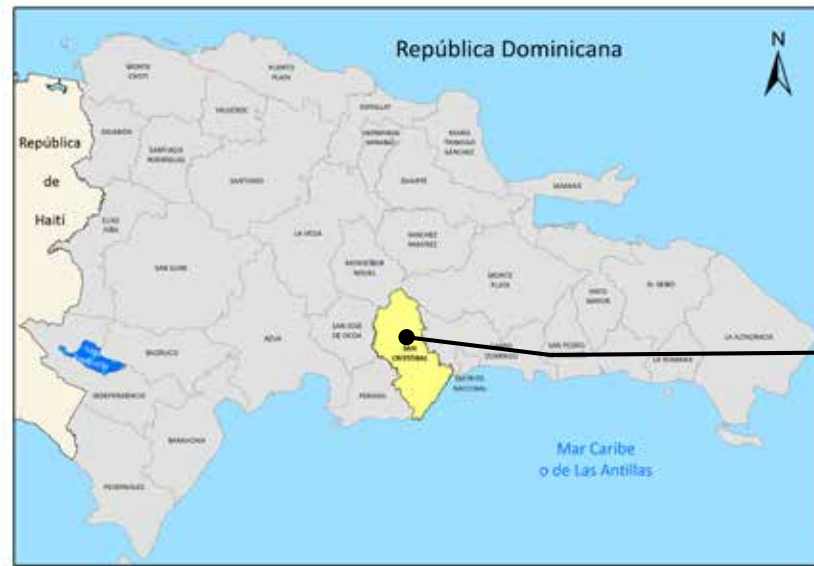 República Dominicana
N
MONTE
CRISTI
PUERTO
PLATA
ESPAILLAT
VALVERDE
DAJABÓN
SANTIAGO
RODRÍGUEZ
HERMANAS
MIRABAL
MARÍA
TRINIDAD
SÁNCHEZ
República
de
Haití
SANTIAGO
DUARTE
SAMANÁ
ELÍAS
PIÑA
LA VEGA
SÁNCHEZ
RAMÍREZ
SAN JUAN
MONSEÑOR
NOUEL
MONTE
PLATA
HATO
MAYOR
EL SEIBO
AZUA
SAN JOSÉ
DE OCOA
SAN
CRISTÓBAL
SAN PEDRO
LA ALTAGRACIA
BAORUCO
DOMINGO
LA ROMANA
INDEPENDENCIA
PERAVIA
DISTRITO
NACIONAL
BARAHONA
PEDERNALES
Mar Caribe
o de Las Antillas